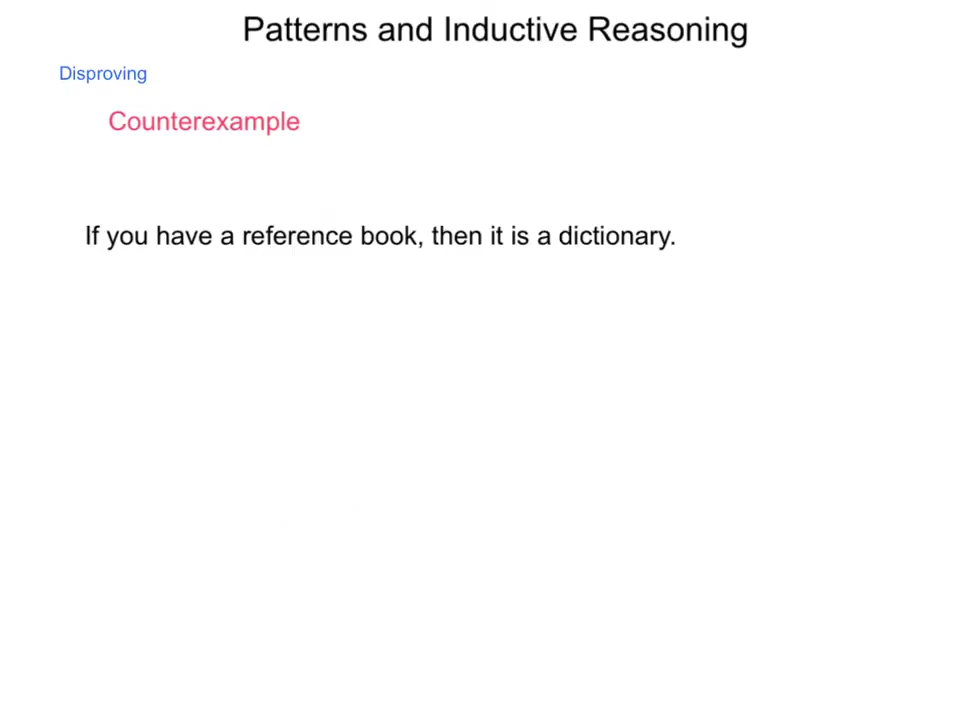 Patterns and Inductive Reasoning
Disproving
Counterexample
If you have a reference book, then it is a dictionary.